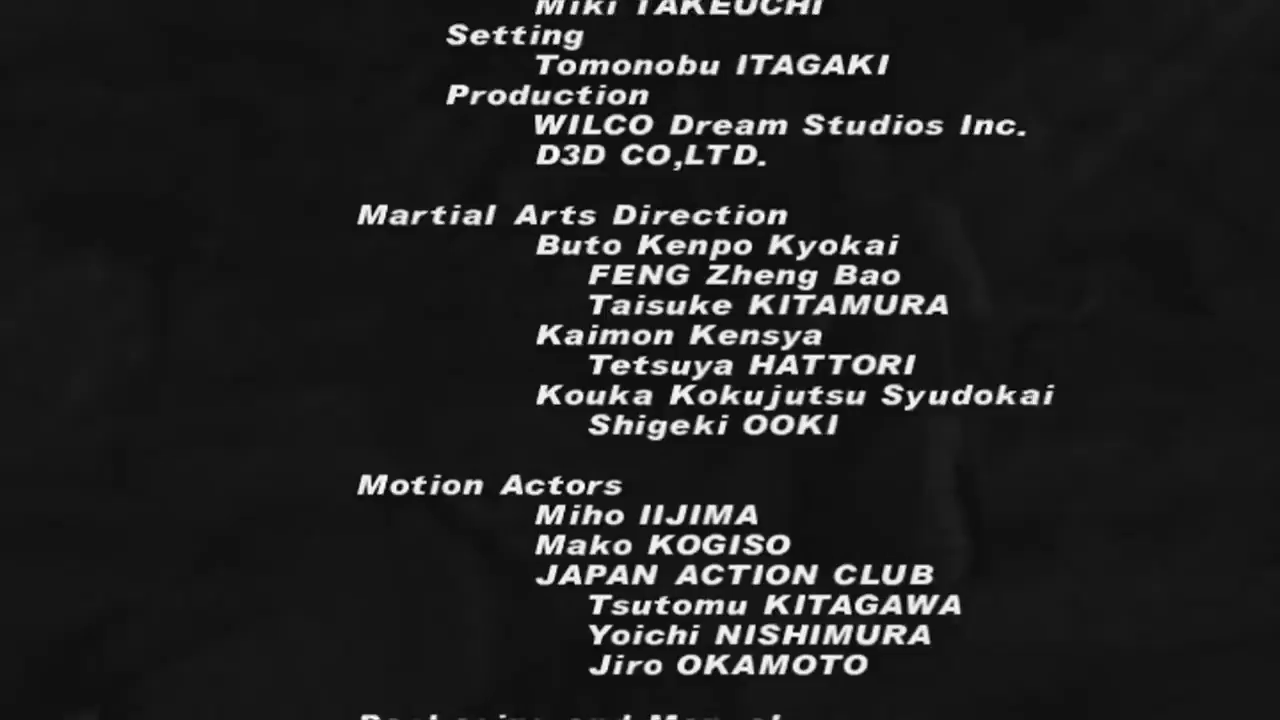 Miki TAKEUCHI
Setting
Tomonobu ITAGAKI
Production
WILCO Dream Studios Inc.
D3D CO,LTD.
Martial Arts Direction
Buto Kenpo Kyokai
FENG Zheng Bao
Taisuke KITAMURA
Kaimon Kensya
Tetsuya HATTORI
Kouka Kokujutsu Syudokai
Shigeki OOKI
Motion Actors
Miho IIJIMA
Mako KOGISO
JAPAN ACTION CLUB
Tsutomu KITAGAWA
Yoichi NISHIMURA
Jiro OKAMOTO
and